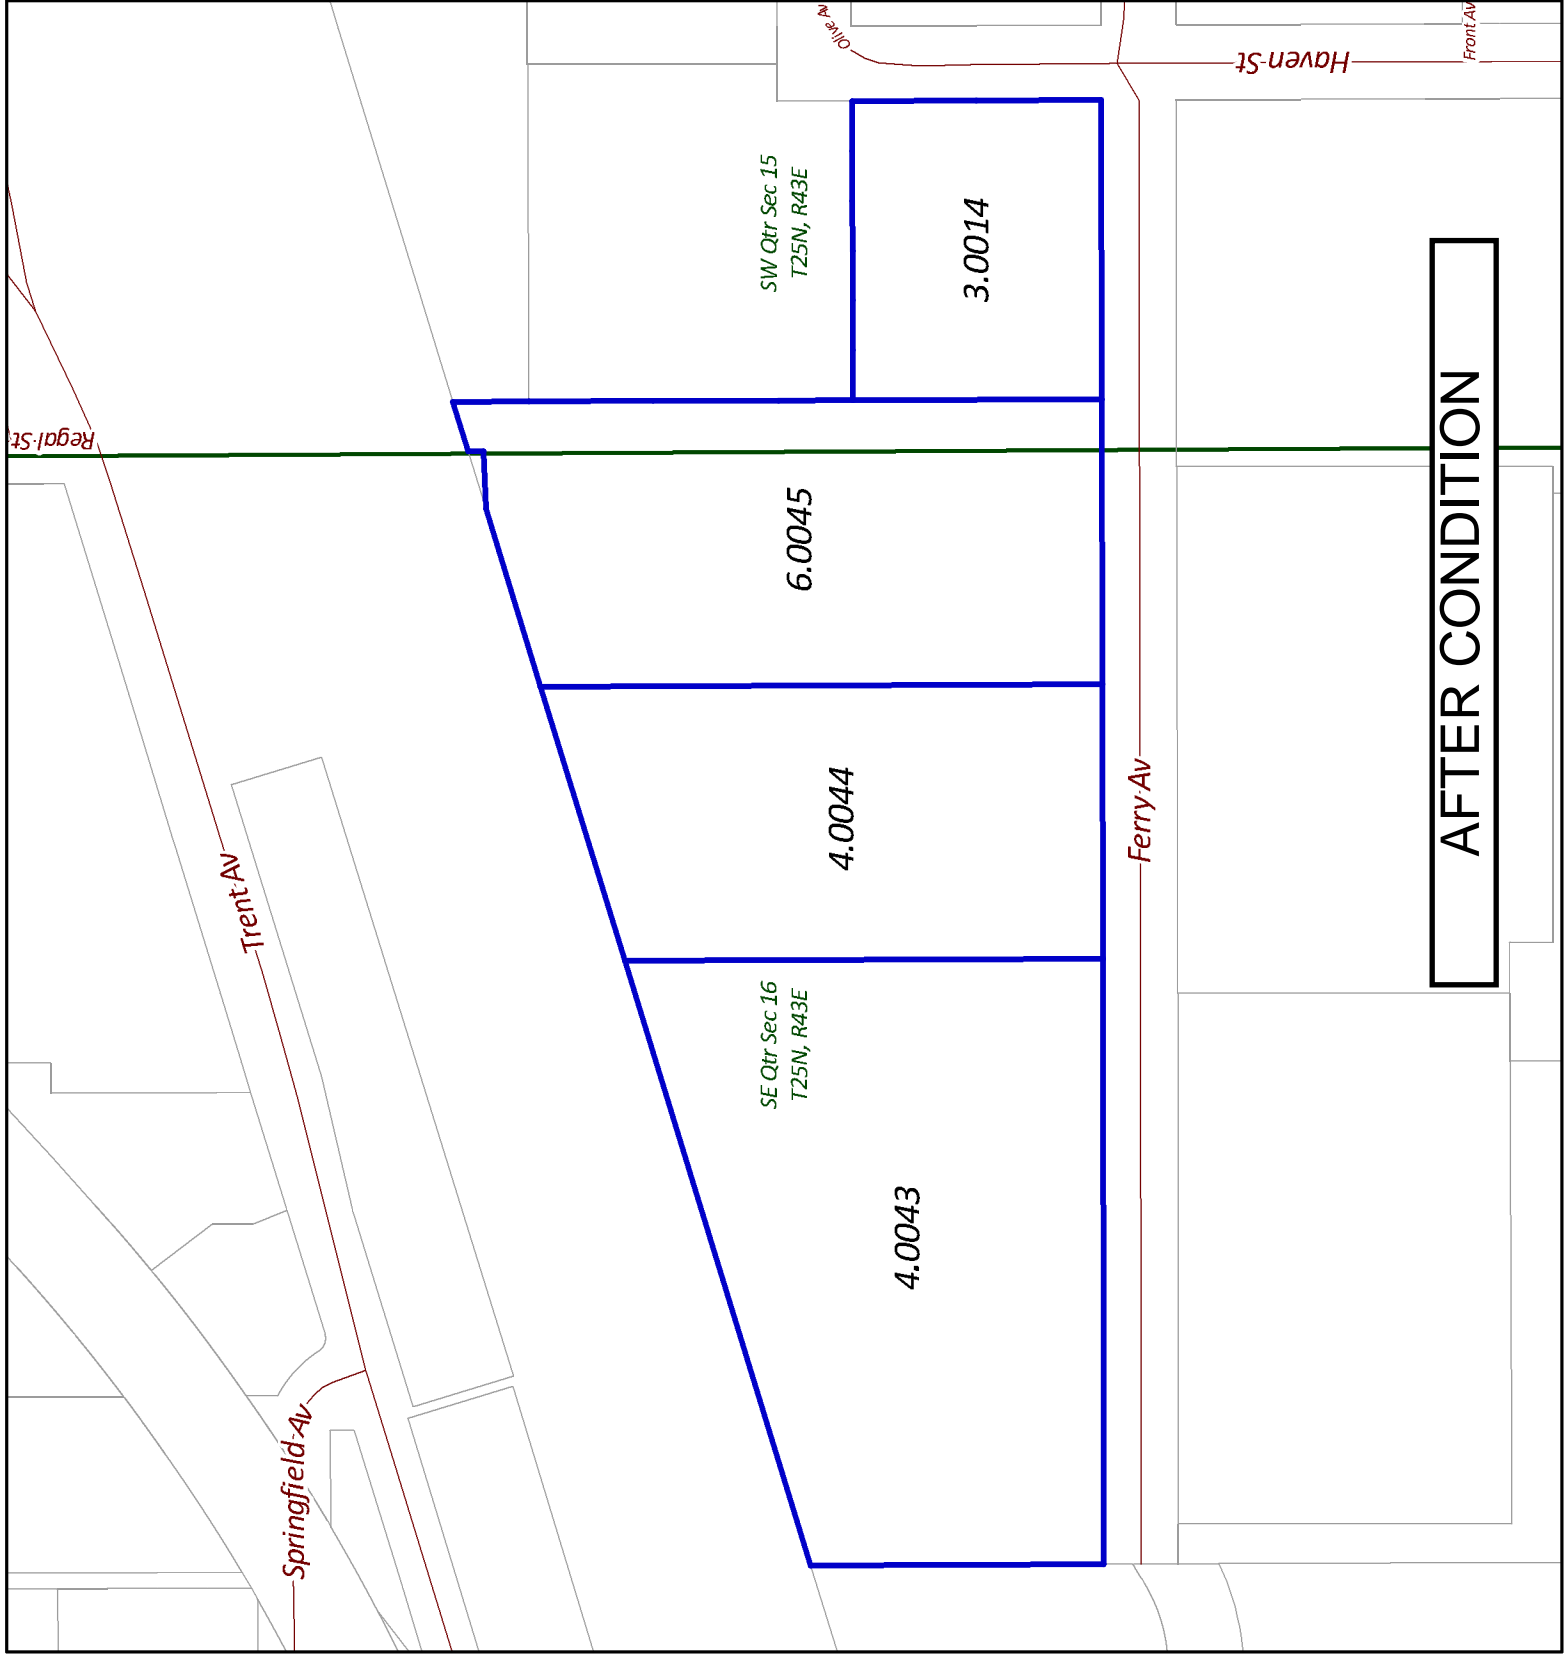 Regal St
Trent Av
Springfield Av
SE Qtr Sec 16
T25N, R43E
SW Qtr Sec 15
T25N, R43E
Olive Av
4.0043
4.0044
6.0045
3.0014
Ferry Av
Haven St
Front Av
AFTER CONDITION